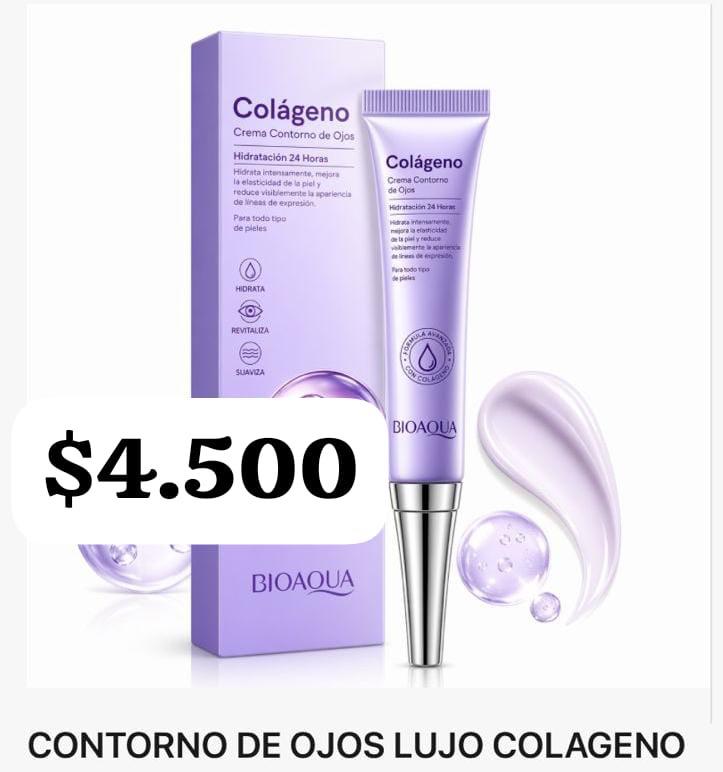 Colágeno
Crema Contorno de Ojos
Hidratación 24 Horas
Hidrata intensamente, mejora
la elasticidad de la piel y
reduce visiblemente la apariencia
de líneas de expresión.
Para todo tipo
de pieles
HIDRATA
REVITALIZA
SUAVIZA
BIOAQUA
Colágeno
Crema Contorno
de Ojos
Hidratación 24 Horas
Hidrata intensamente,
mejora la elasticidad
de la piel y reduce
visiblemente la apariencia
de líneas de expresión.
Para todo tipo
de pieles
FÓRMULA AVANZADA
CON COLÁGENO
BIOAQUA
$4.500
CONTORNO DE OJOS LUJO COLAGENO